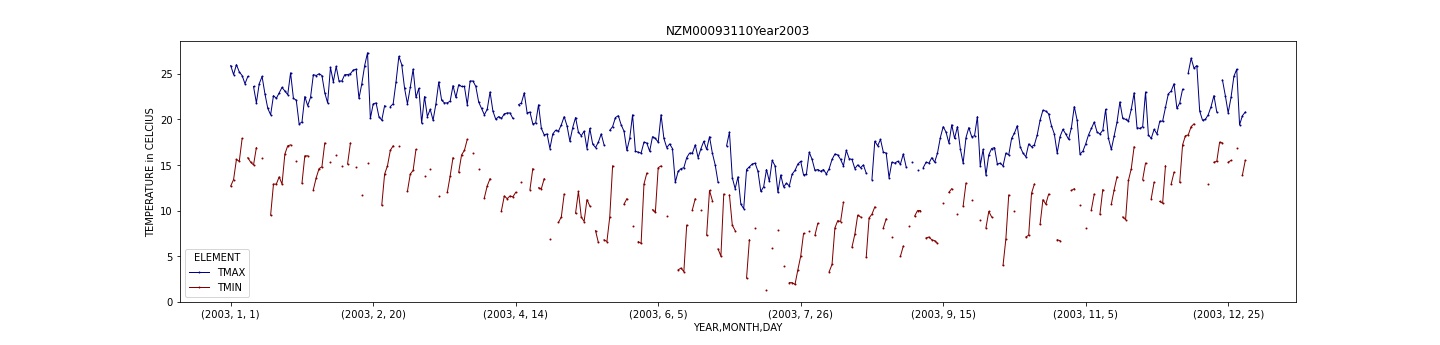 NZM00093110Year2003
TEMPERATURE in CELCIUS
25
20
15
10
5
0
ELEMENT
TMAX
TMIN
(2003, 1, 1) (2003, 2, 20) (2003, 4, 14) (2003, 6, 5) (2003, 7, 26) (2003, 9, 15) (2003, 11, 5) (2003, 12, 25)
YEAR,MONTH,DAY